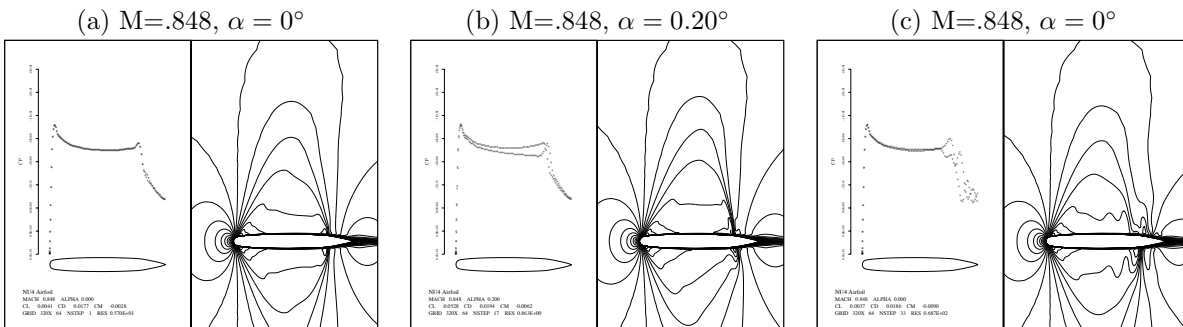 (a) M=.848, α = 0°
(b) M=.848, α = 0.20°
(c) M=.848, α = 0°
CP
NU4 Airfoil
MACH 0.848 ALPHA 0.000
CL 0.0041 CD 0.0177 CM -0.0028
GRID 320X 64 NSTEP 1 RES 0.570E+01
CP
NU4 Airfoil
MACH 0.848 ALPHA 0.200
CL 0.0528 CD 0.0194 CM -0.0062
GRID 320X 64 NSTEP 17 RES 0.863E+00
CP
NU4 Airfoil
MACH 0.848 ALPHA 0.000
CL 0.0037 CD 0.0186 CM -0.0090
GRID 320X 64 NSTEP 33 RES 0.687E+02